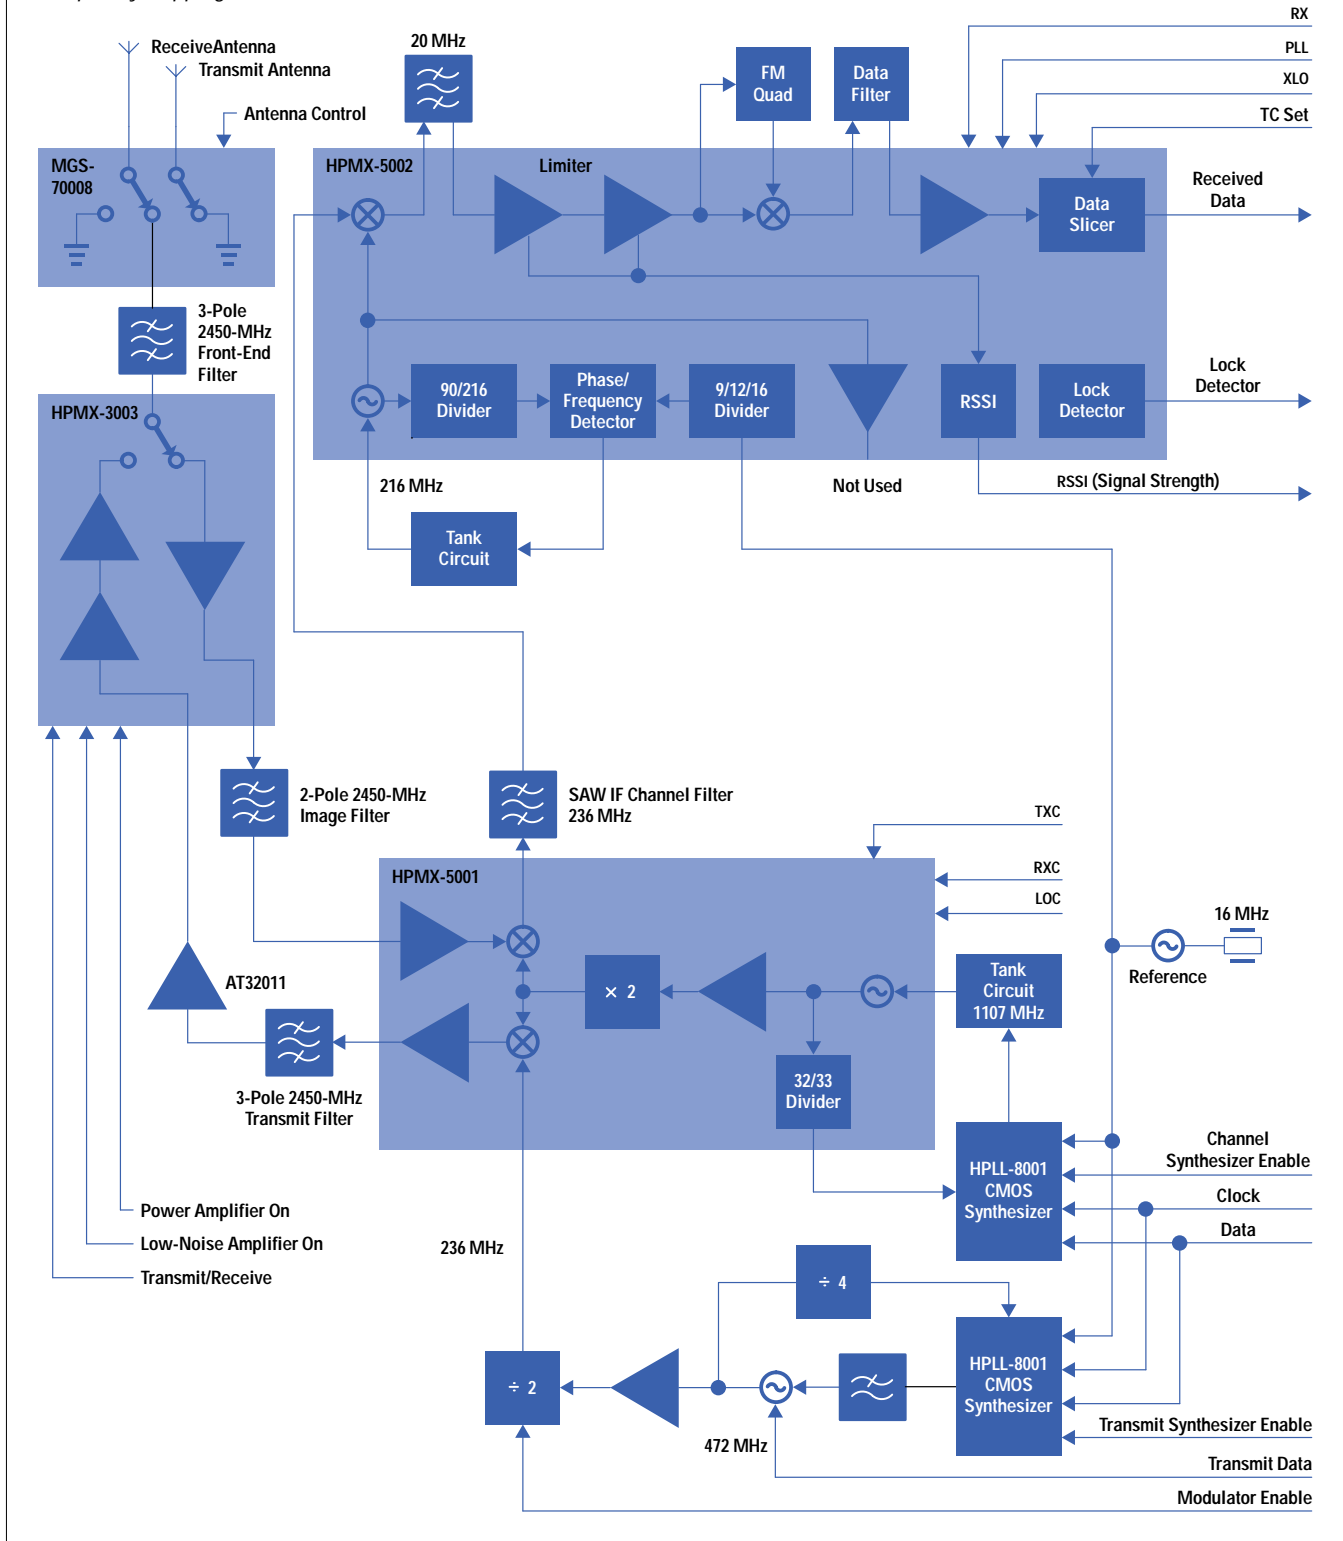 ReceiveAntenna
Transmit Antenna
Antenna Control
MGS-
70008
3-Pole
2450-MHz
Front-End
Filter
HPMX-3003
20 MHz
FM
Quad
Data
Filter
RX
PLL
XLO
TC Set
HPMX-5002
Limiter
Data
Slicer
Received
Data
90/216
Divider
Phase/
Frequency
Detector
9/12/16
Divider
RSSI
Lock
Detector
Lock
Detector
216 MHz
Not Used
RSSI (Signal Strength)
Tank
Circuit
2-Pole 2450-MHz
Image Filter
SAW IF Channel Filter
236 MHz
TXC
RXC
LOC
HPMX-5001
16 MHz
Reference
AT32011
× 2
Tank
Circuit
1107 MHz
3-Pole 2450-MHz
Transmit Filter
32/33
Divider
HPLL-8001
CMOS
Synthesizer
Channel
Synthesizer Enable
Clock
Data
Power Amplifier On
Low-Noise Amplifier On
Transmit/Receive
236 MHz
÷ 4
÷ 2
472 MHz
HPLL-8001
CMOS
Synthesizer
Transmit Synthesizer Enable
Transmit Data
Modulator Enable